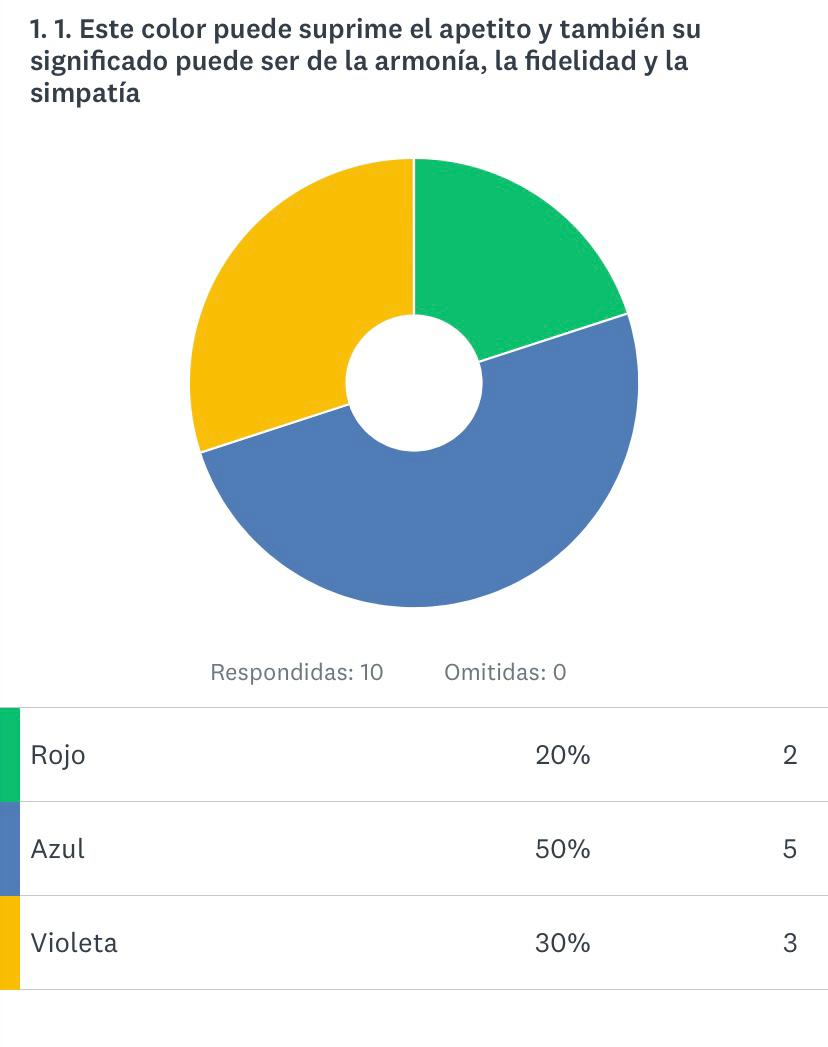 1. 1. Este color puede suprime el apetito y también su
significado puede ser de la armonía, la fidelidad y la
simpatía
Respondidas: 10 Omitidas: 0
Rojo 20% 2
Azul 50% 5
Violeta 30% 3